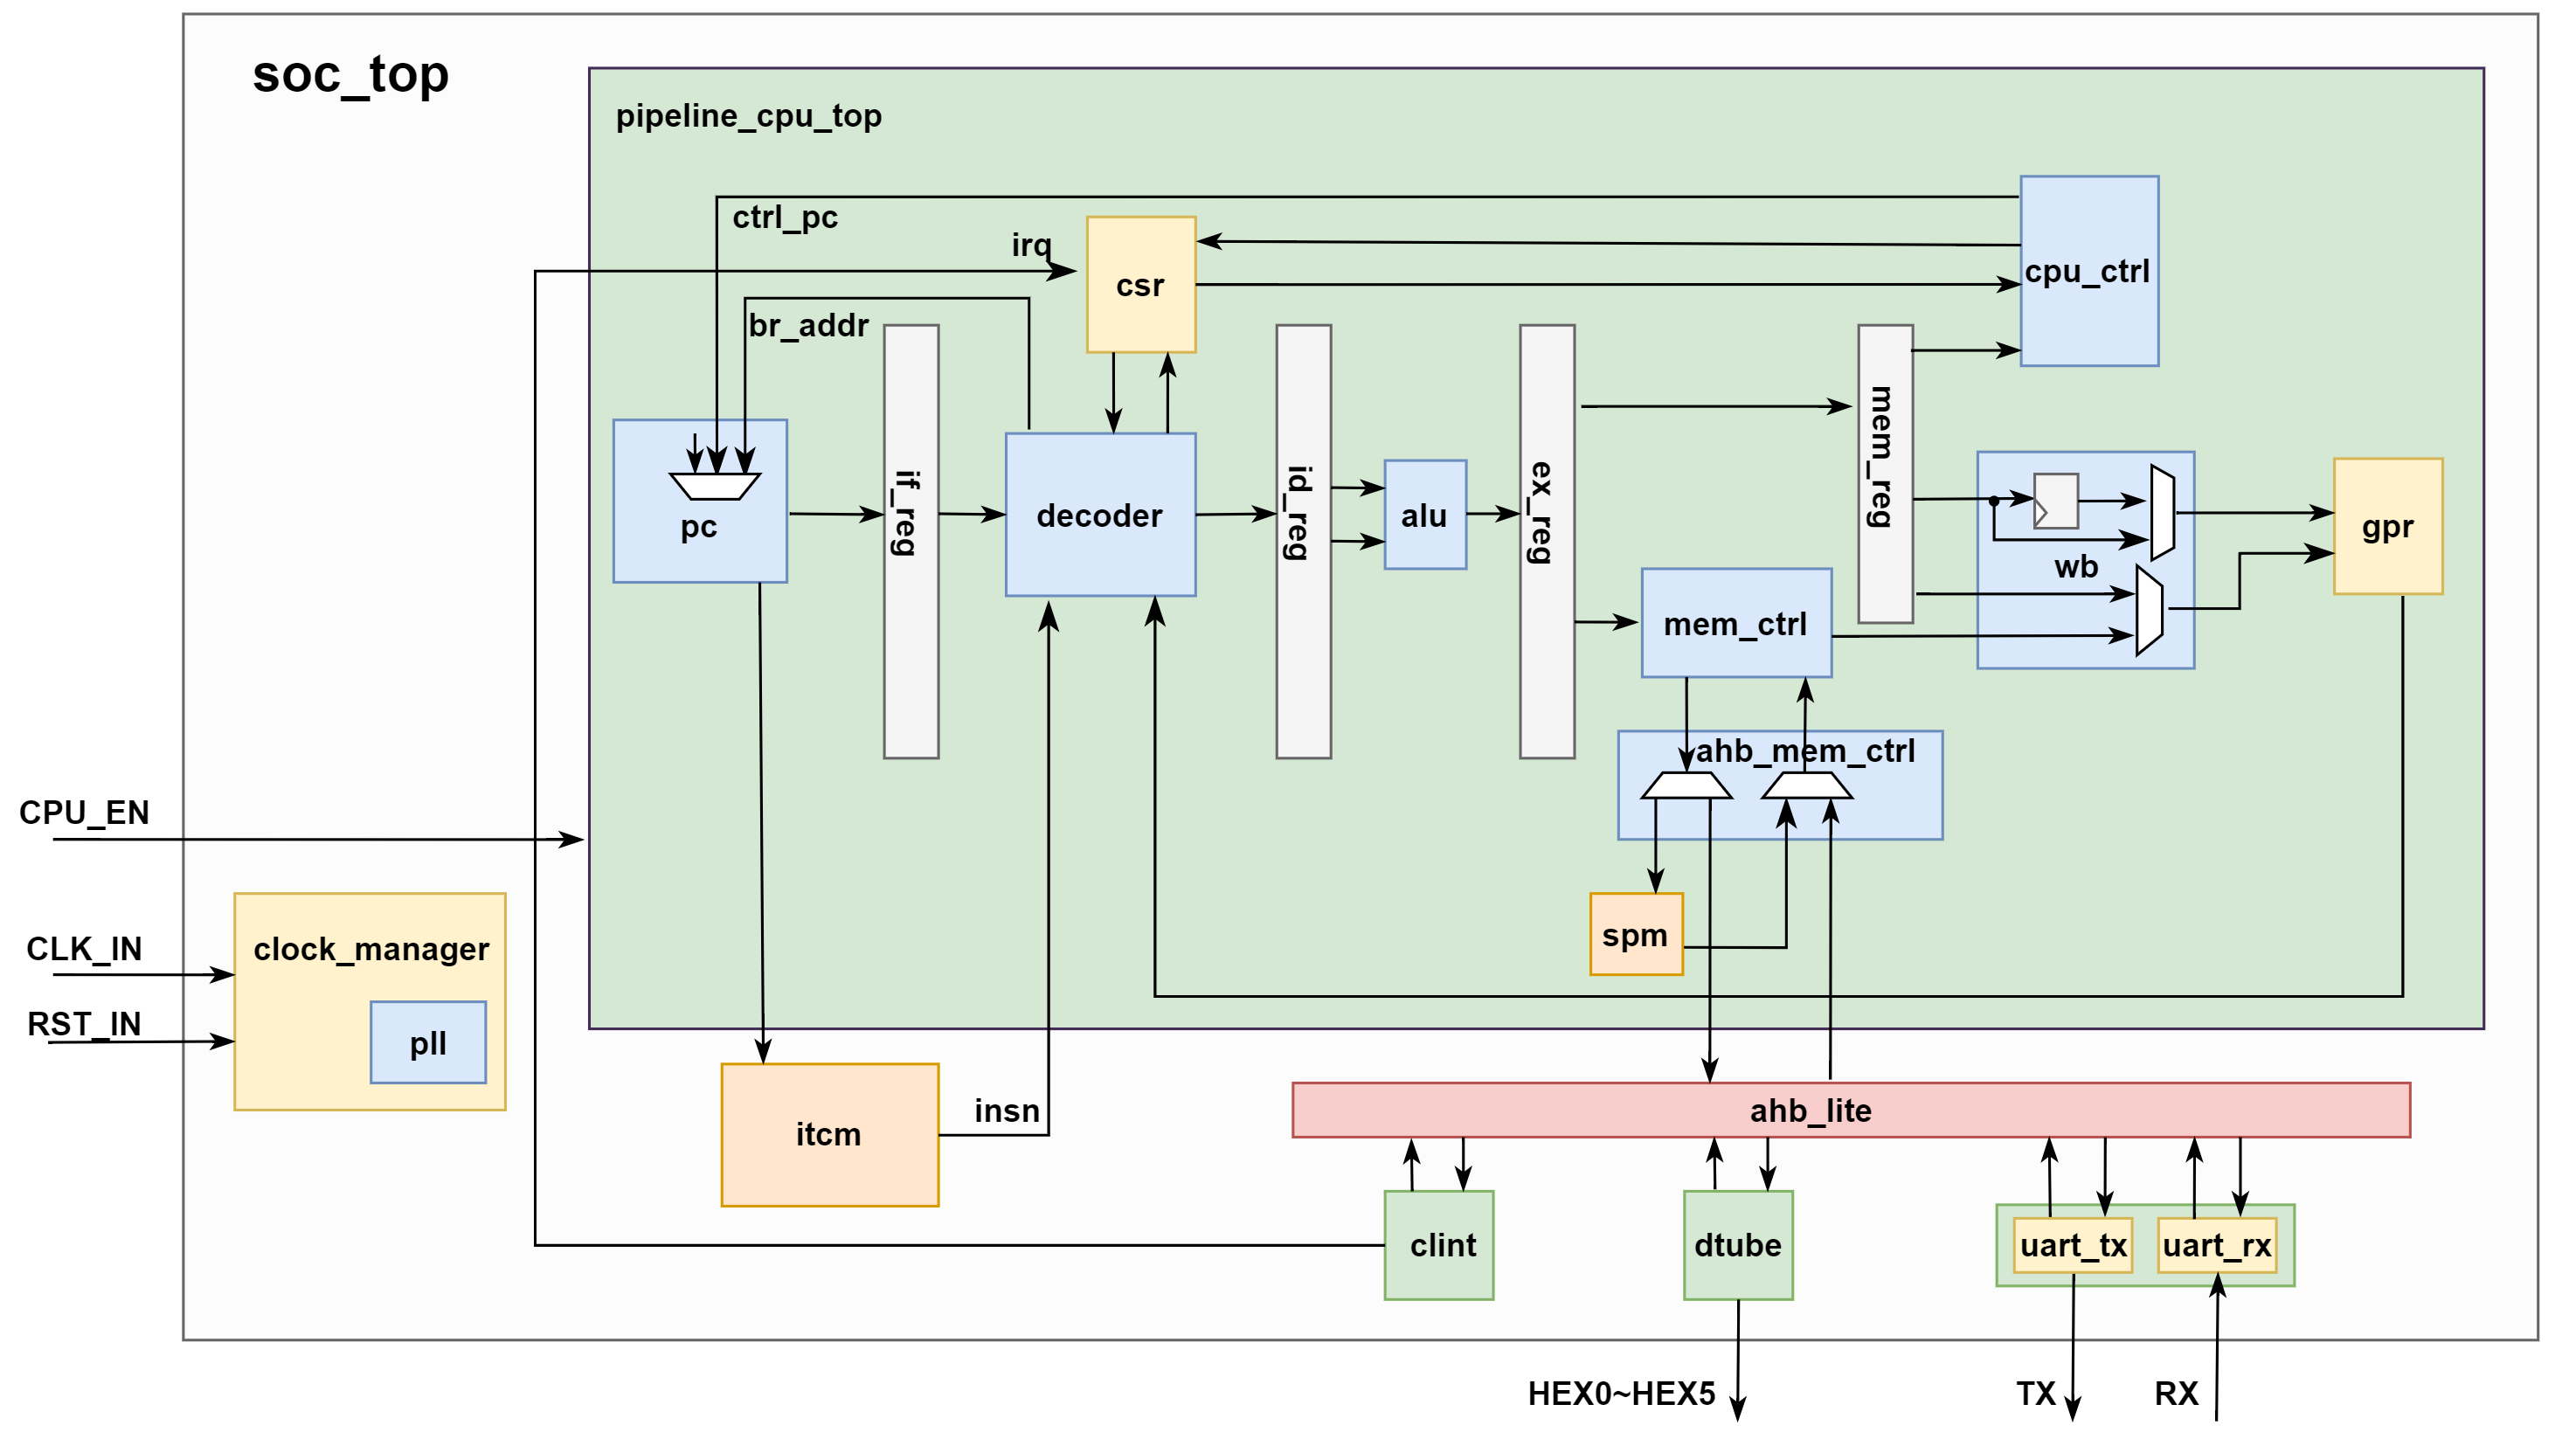 soc_top
pipeline_cpu_top
ctrl_pc
irq
csr
cpu_ctrl
br_addr
pc
if_reg
decoder
id_reg
alu
ex_reg
mem_reg
wb
gpr
mem_ctrl
ahb_mem_ctrl
spm
CPU_EN
CLK_IN
RST_IN
clock_manager
pll
itcm
insn
ahb_lite
clint
dtube
uart_tx
uart_rx
HEX0~HEX5
TX
RX